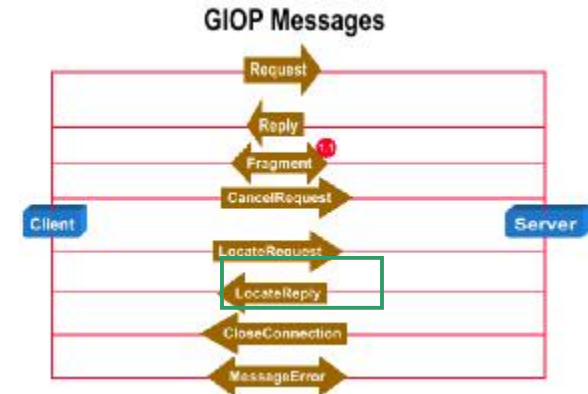 GIOP Messages
Request
Reply
1.1
Fragment
CancelRequest
Client
Server
LocateRequest
LocateReply
CloseConnection
MessageError